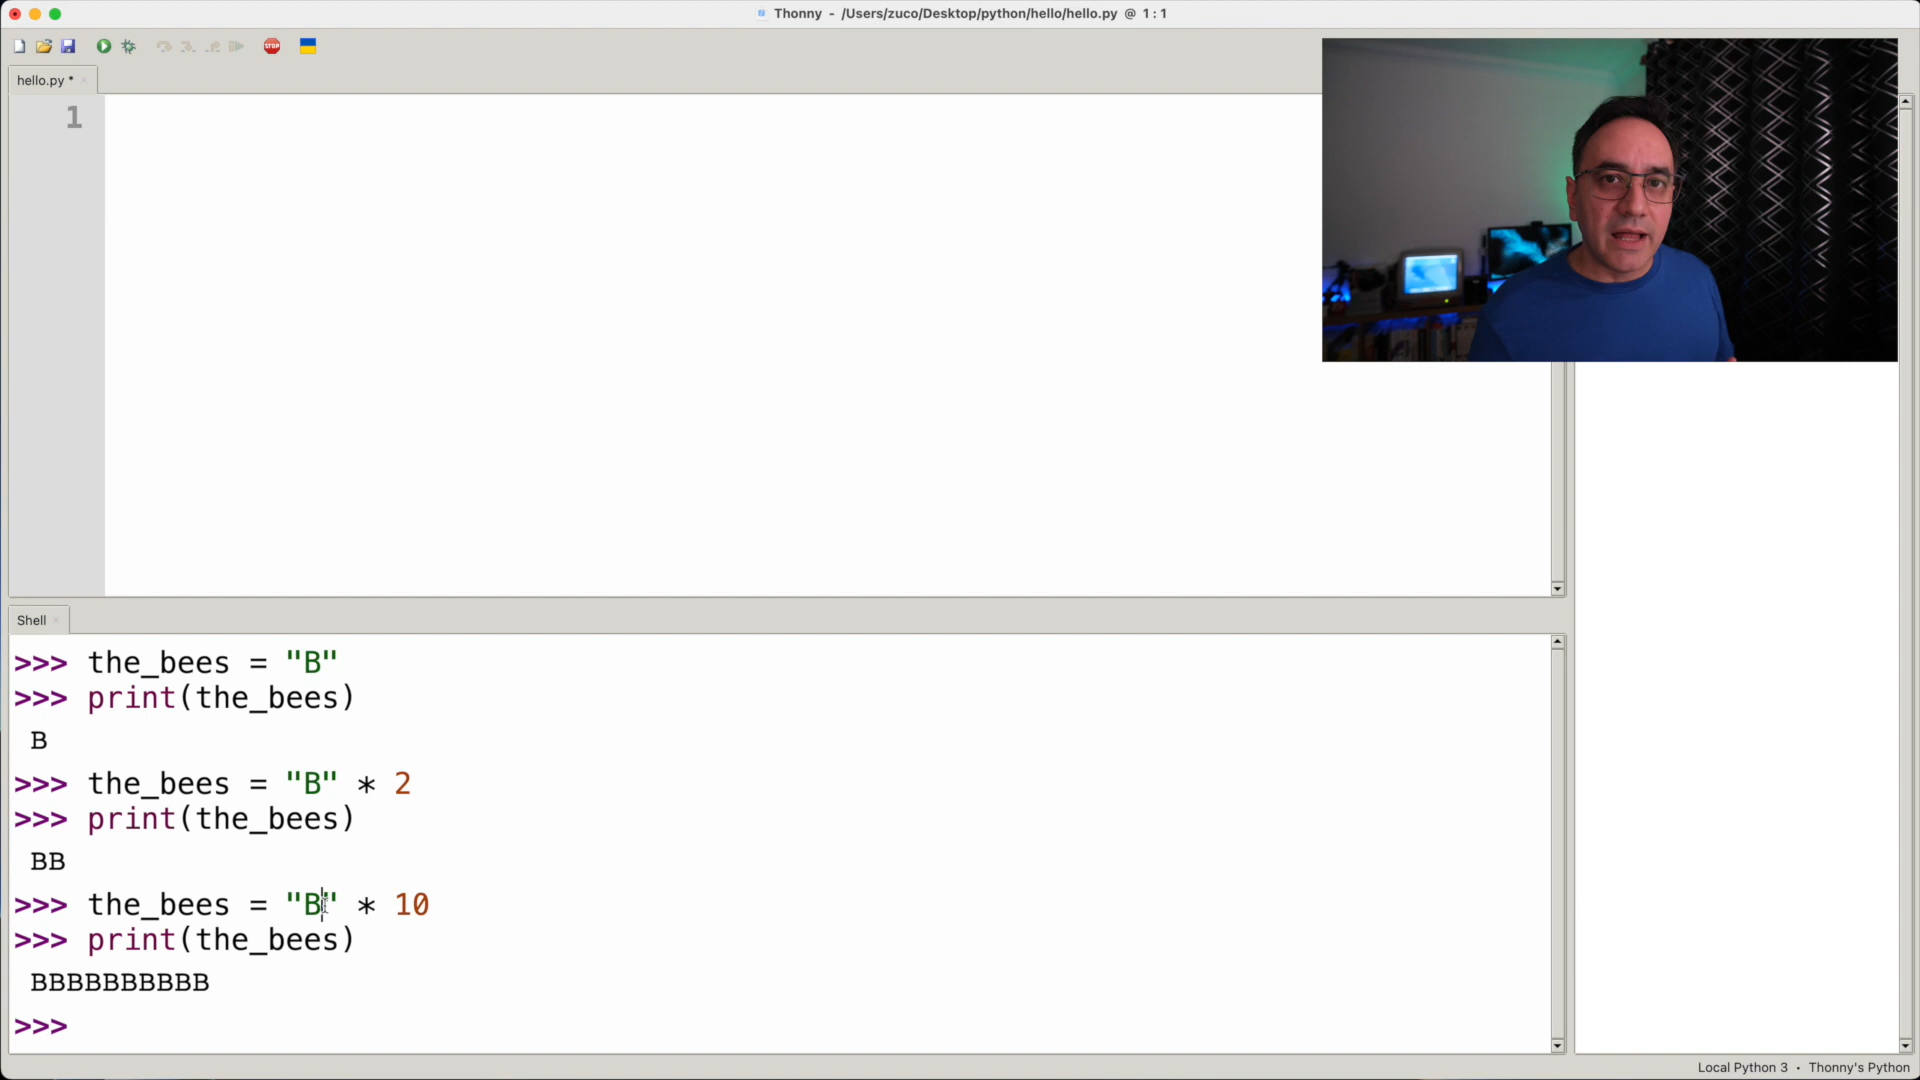 Thonny - /Users/zuco/Desktop/python/hello/hello.py @ 1 : 1
STOP
hello.py *
1
Shell
>>> the_bees = "B"
>>> print(the_bees)
B
>>> the_bees = "B" * 2
>>> print(the_bees)
BB
>>> the_bees = "B" * 10
>>> print(the_bees)
BBBBBBBBBB
>>>
Local Python 3 • Thonny's Python